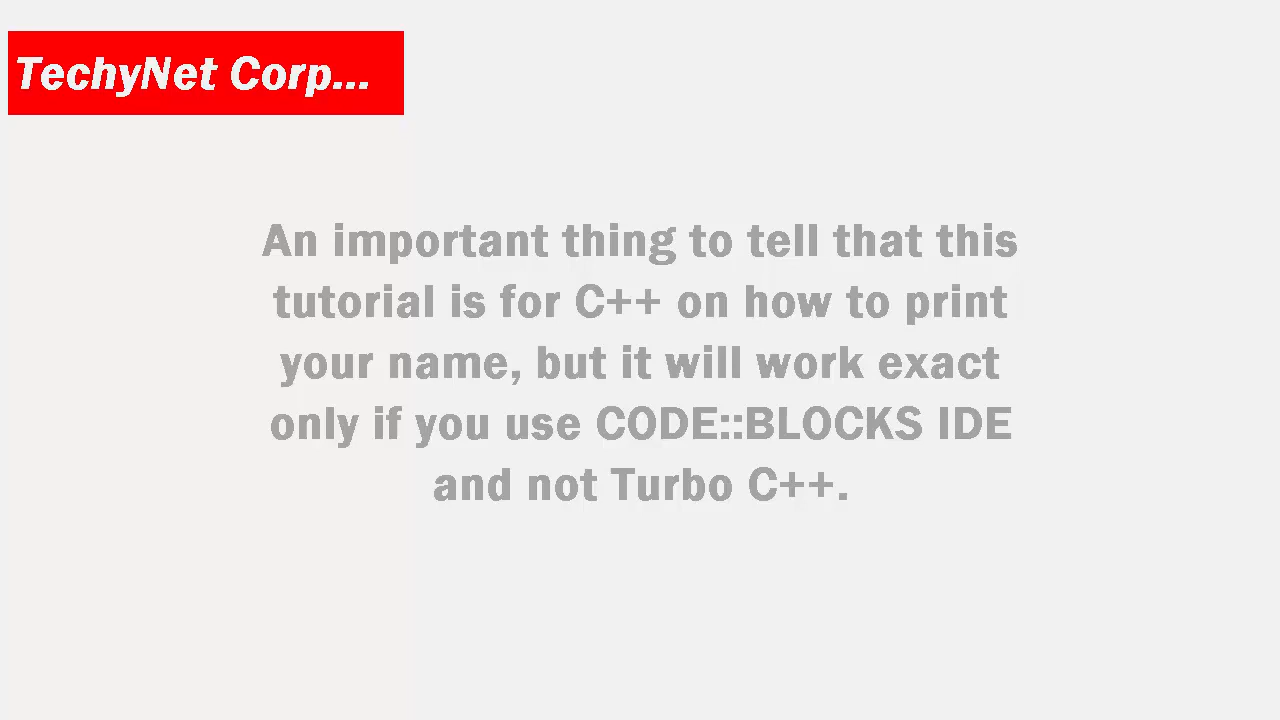 TechyNet Corp...
An important thing to tell that this
tutorial is for C++ on how to print
your name, but it will work exact
only if you use CODE::BLOCKS IDE
and not Turbo C++.